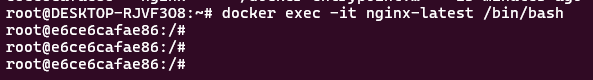 root@DESKTOP-RJVF3O8:~# docker exec -it nginx-latest /bin/bash
root@e6ce6cafae86:/#
root@e6ce6cafae86:/#
root@e6ce6cafae86:/#